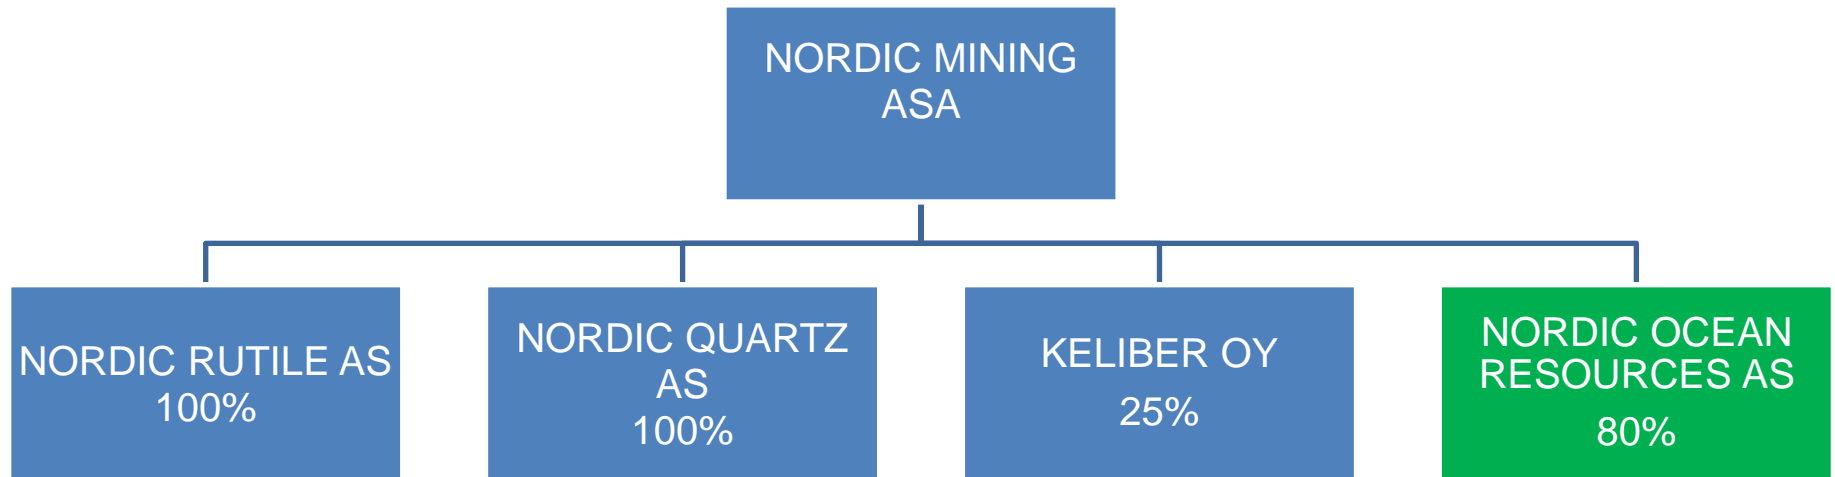 NORDIC MINING
ASA
NORDIC RUTILE AS
100%
NORDIC QUARTZ
AS
100%
KELIBER OY
25%
NORDIC OCEAN
RESOURCES AS
80%